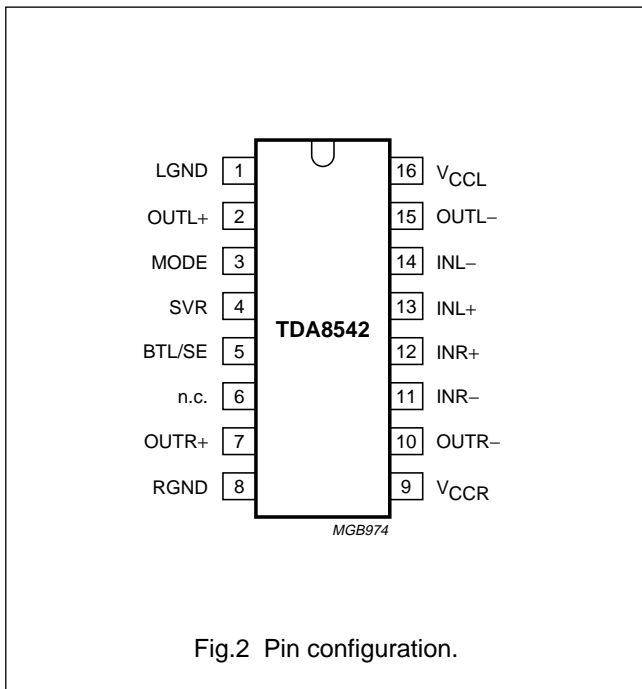 LGND 1 16 VCCL
OUTL+ 2 15 OUTL−
MODE 3 14 INL−
SVR 4 13 INL+
TDA8542
BTL/SE 5 12 INR+
n.c. 6 11 INR−
OUTR+ 7 10 OUTR−
RGND 8 9 VCCR
MGB974
Fig.2 Pin configuration.